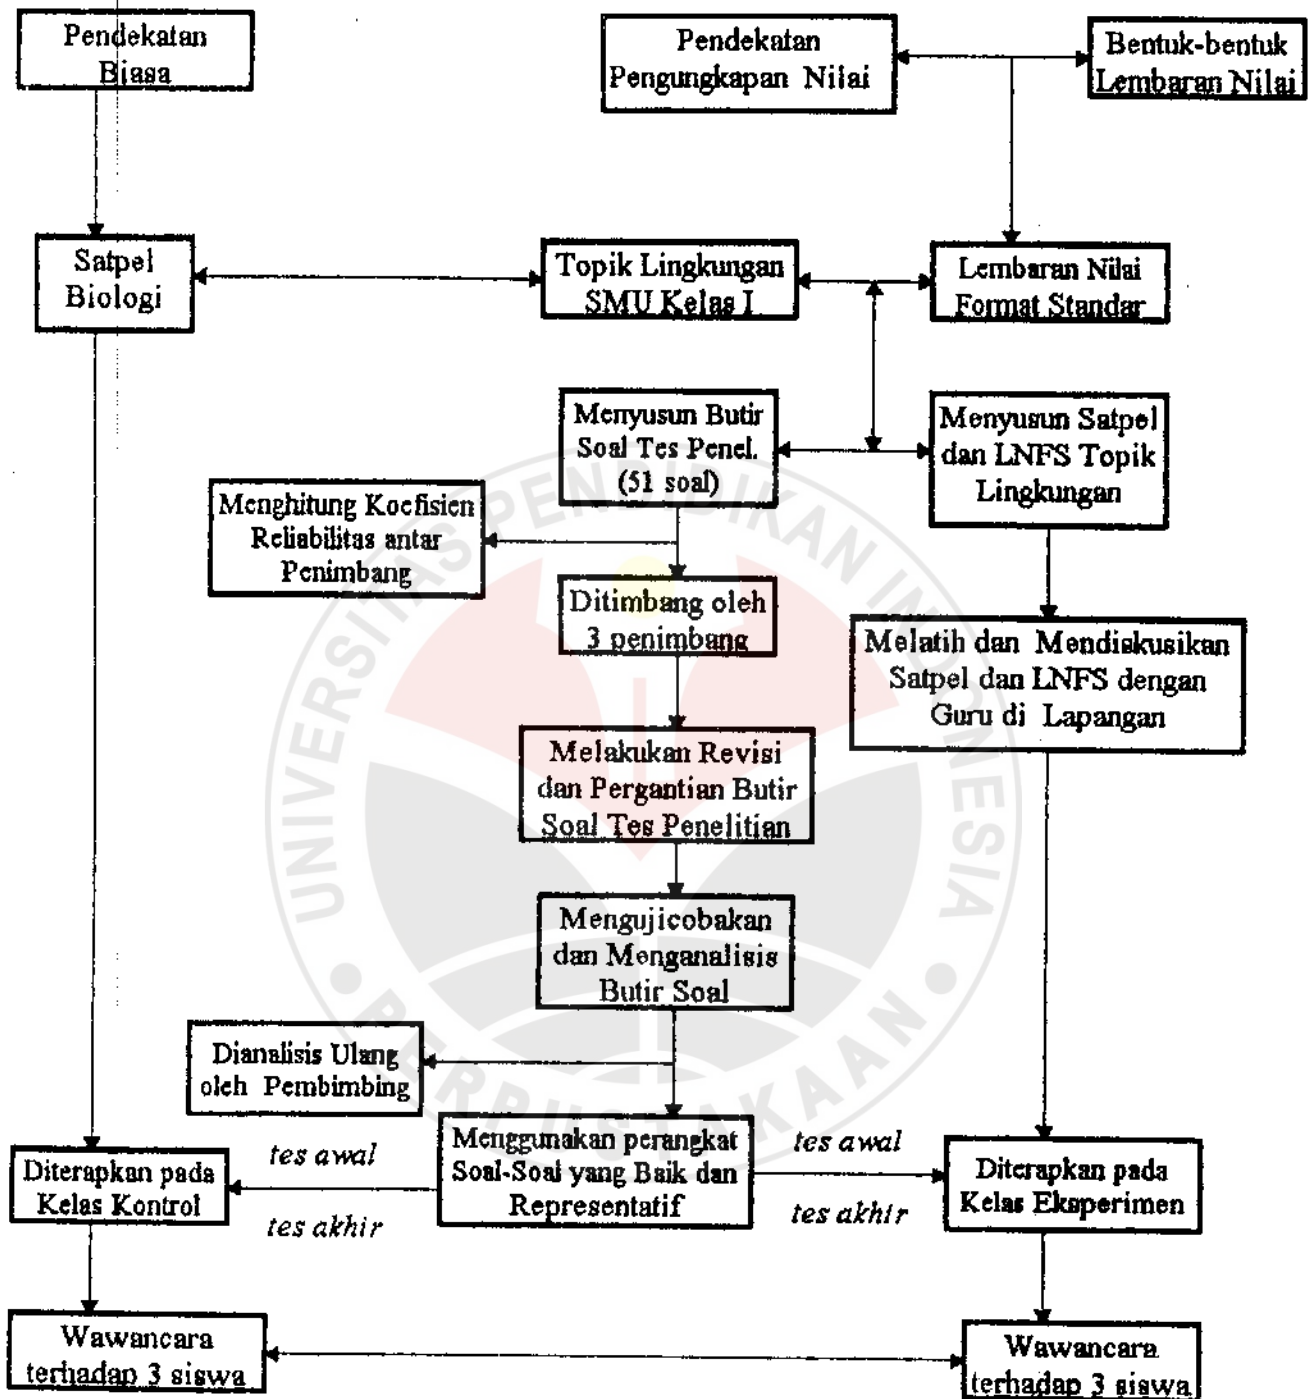 Pendekatan
Biasa
Pendekatan
Pengungkapan Nilai
Bentuk-bentuk
Lembaran Nilai
Satpel
Biologi
Topik Lingkungan
SMU Kelas I
Lembaran Nilai
Format Standar
Menyusun Butir
Soal Tes Penel.
(51 soal)
Menyusun Satpel
dan LNFS Topik
Lingkungan
Menghitung Koefisien
Reliabilitas antar
Penimbang
Ditimbang oleh
3 penimbang
Melatih dan Mendiskusikan
Satpel dan LNFS dengan
Guru di Lapangan
Melakukan Revisi
dan Pergantian Butir
Soal Tes Penelitian
Mengujicobakan
dan Menganalisis
Butir Soal
Dianalisis Ulang
oleh Pembimbing
Menggunakan perangkat
Soal-Soal yang Baik dan
Representatif
tes awal
tes akhir
tes awal
tes akhir
Diterapkan pada
Kelas Kontrol
Diterapkan pada
Kelas Eksperimen
Wawancara
terhadap 3 siswa
Wawancara
terhadap 3 siswa
UNIVERSITAS PENDIDIKAN INDONESIA
PERPUSTAKAAN